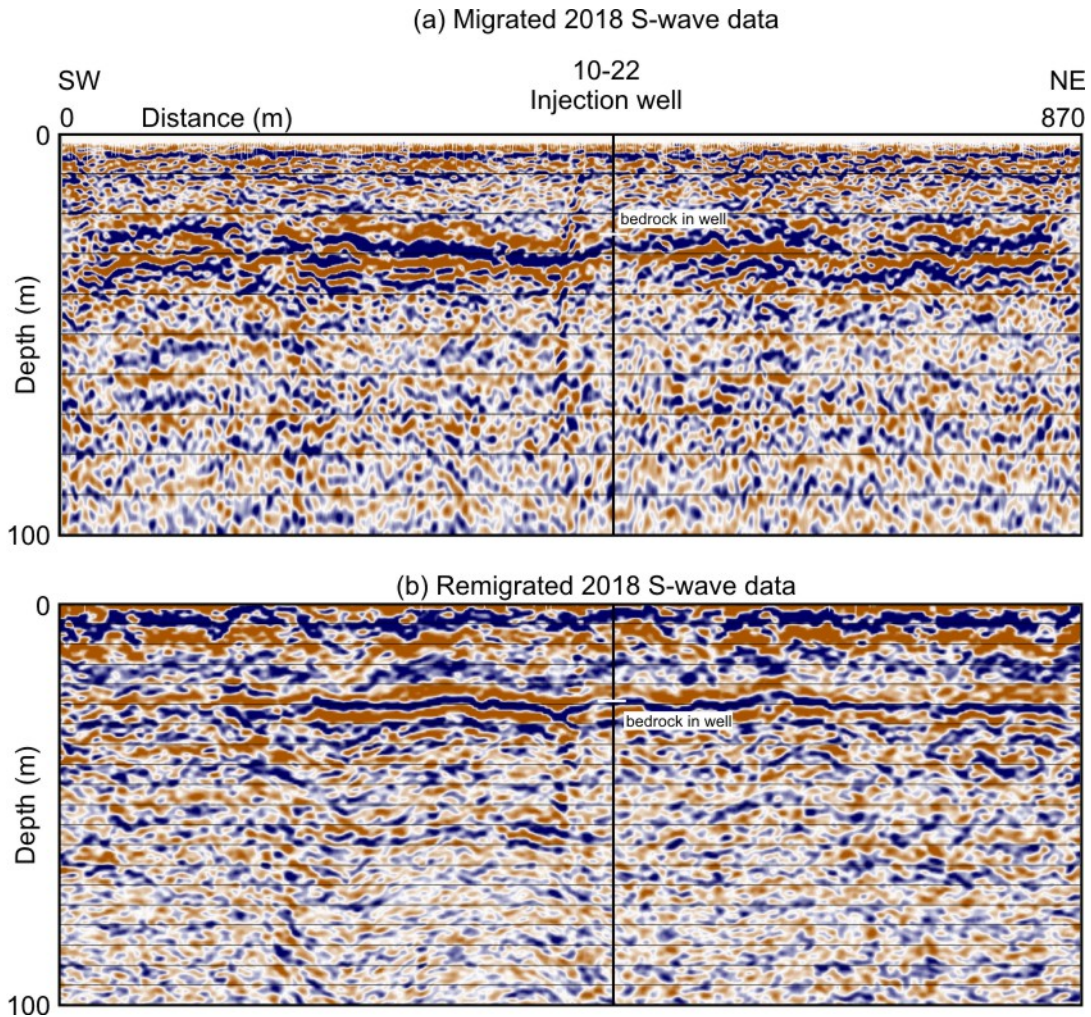 (a) Migrated 2018 S-wave data
SW
10-22
NE
Injection well
0
Distance (m)
870
0
bedrock in well
Depth (m)
100
(b) Remigrated 2018 S-wave data
0
bedrock in well
Depth (m)
100